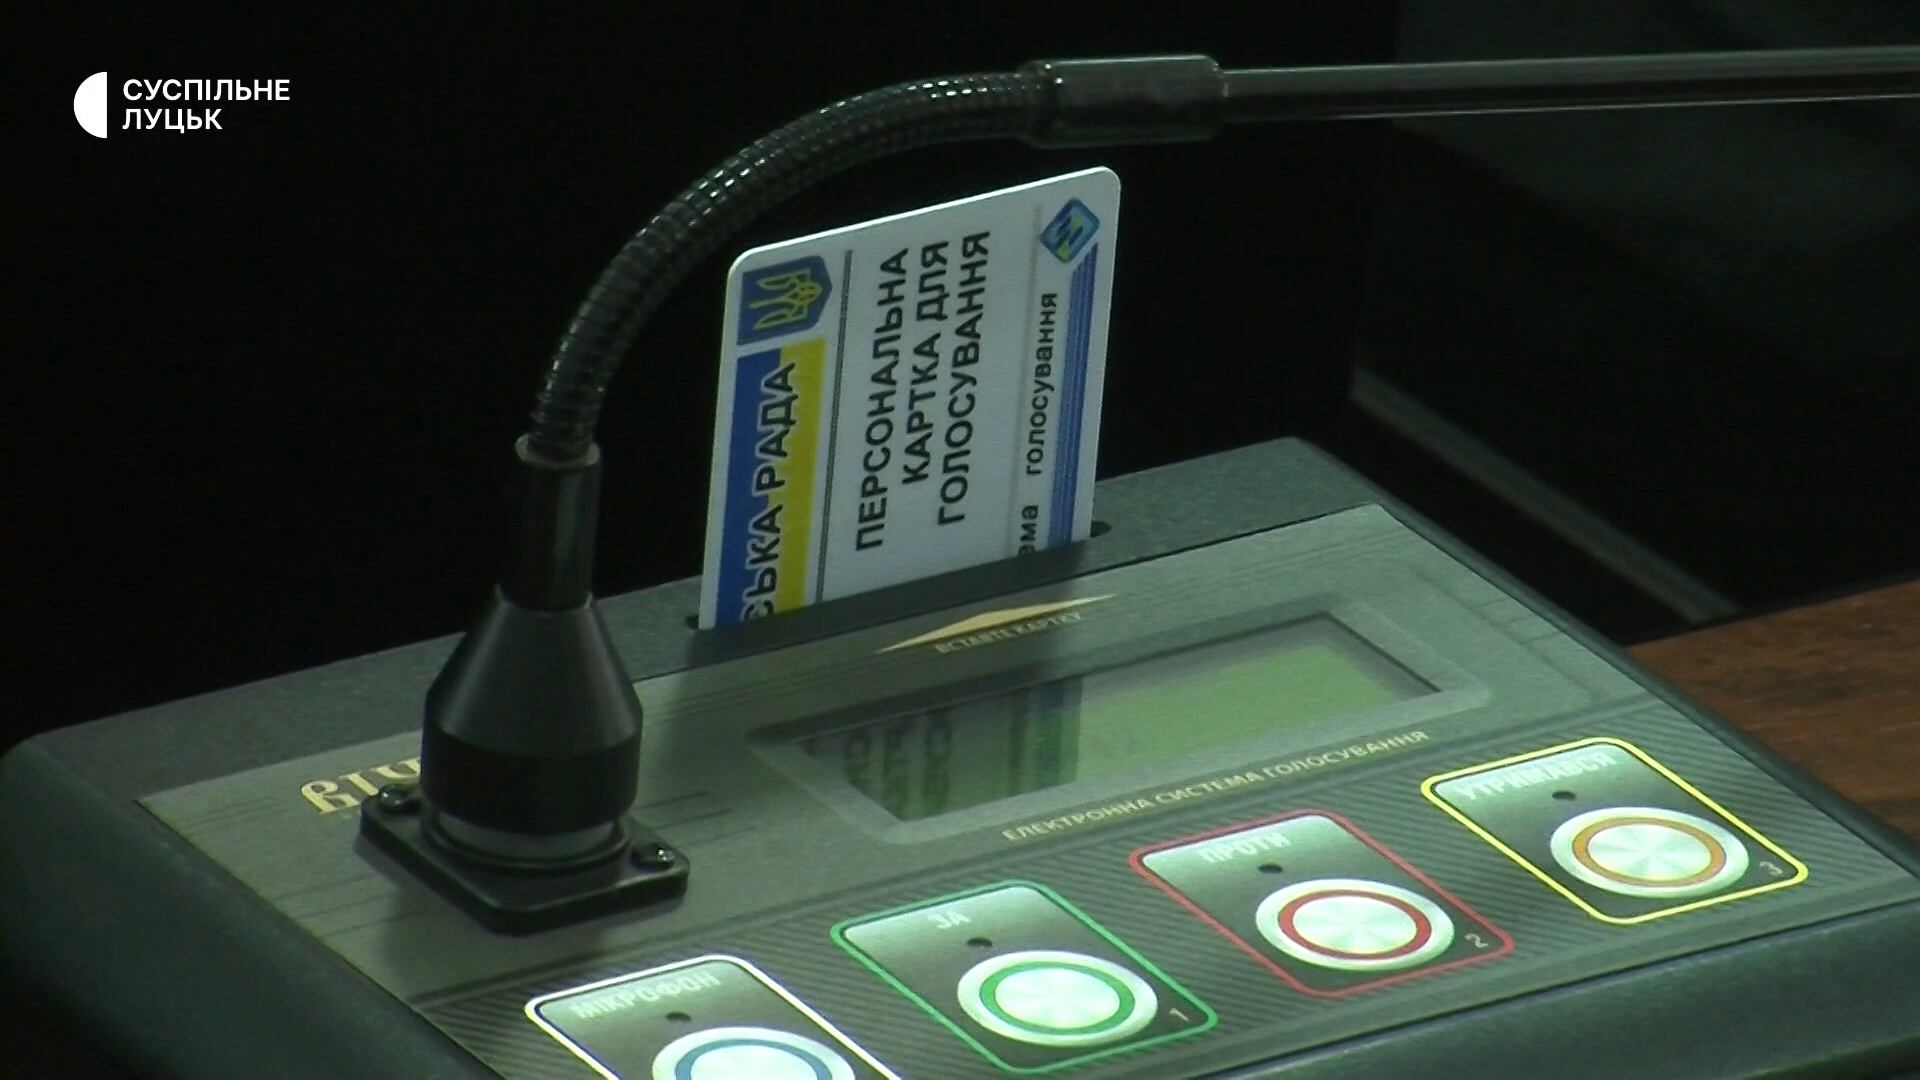 СУСПІЛЬНЕ
ЛУЦЬК
СЬКА РАДА
ПЕРСОНАЛЬНА
КАРТКА ДЛЯ
ГОЛОСУВАННЯ
ема голосування
ВСТАВТЕ КАРТКУ
ЕЛЕКТРОННА СИСТЕМА ГОЛОСУВАННЯ
УТРИМАВСЯ
3
ПРОТИ
2
ЗА
1
МІКРОФОН